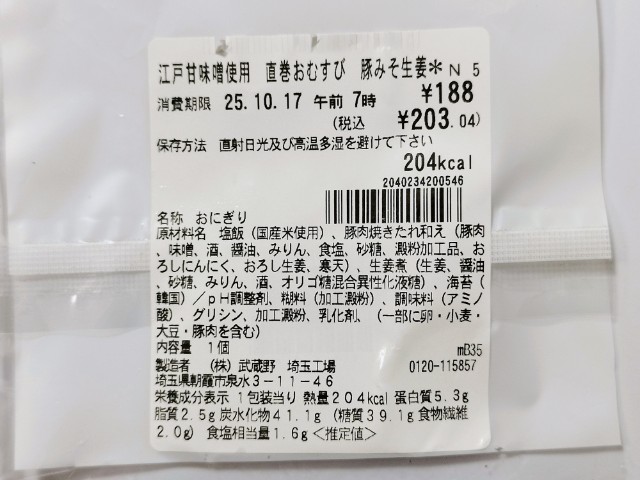 江戸甘味噌使用　直巻おむすび　豚みそ生姜＊ N 5
消費期限　25.10.17 午前 7時　¥188
(税込　¥203.04)
保存方法　直射日光及び高温多湿を避けて下さい
204kcal
2040234200546
名称　おにぎり
原材料名　塩飯（国産米使用）、豚肉焼きたれ和え（豚肉
、味噌、酒、醤油、みりん、食塩、砂糖、澱粉加工品、お
ろしにんにく、おろし生姜、寒天）、生姜煮（生姜、醤油
、砂糖、みりん、酒、オリゴ糖混合異性化液糖）、海苔（
韓国）／ｐＨ調整剤、糊料（加工澱粉）、調味料（アミノ
酸）、グリシン、加工澱粉、乳化剤、（一部に卵・小麦・
大豆・豚肉を含む）
内容量　1個　mB35
製造者　（株）武蔵野　埼玉工場　0120-115857
埼玉県朝霞市泉水３－１１－４６
栄養成分表示　１包装当り　熱量２０４kcal 蛋白質５.３g
脂質２.５g 炭水化物４１.１g（糖質３９.１g 食物繊維
２.０g）　食塩相当量１.６g＜推定値＞